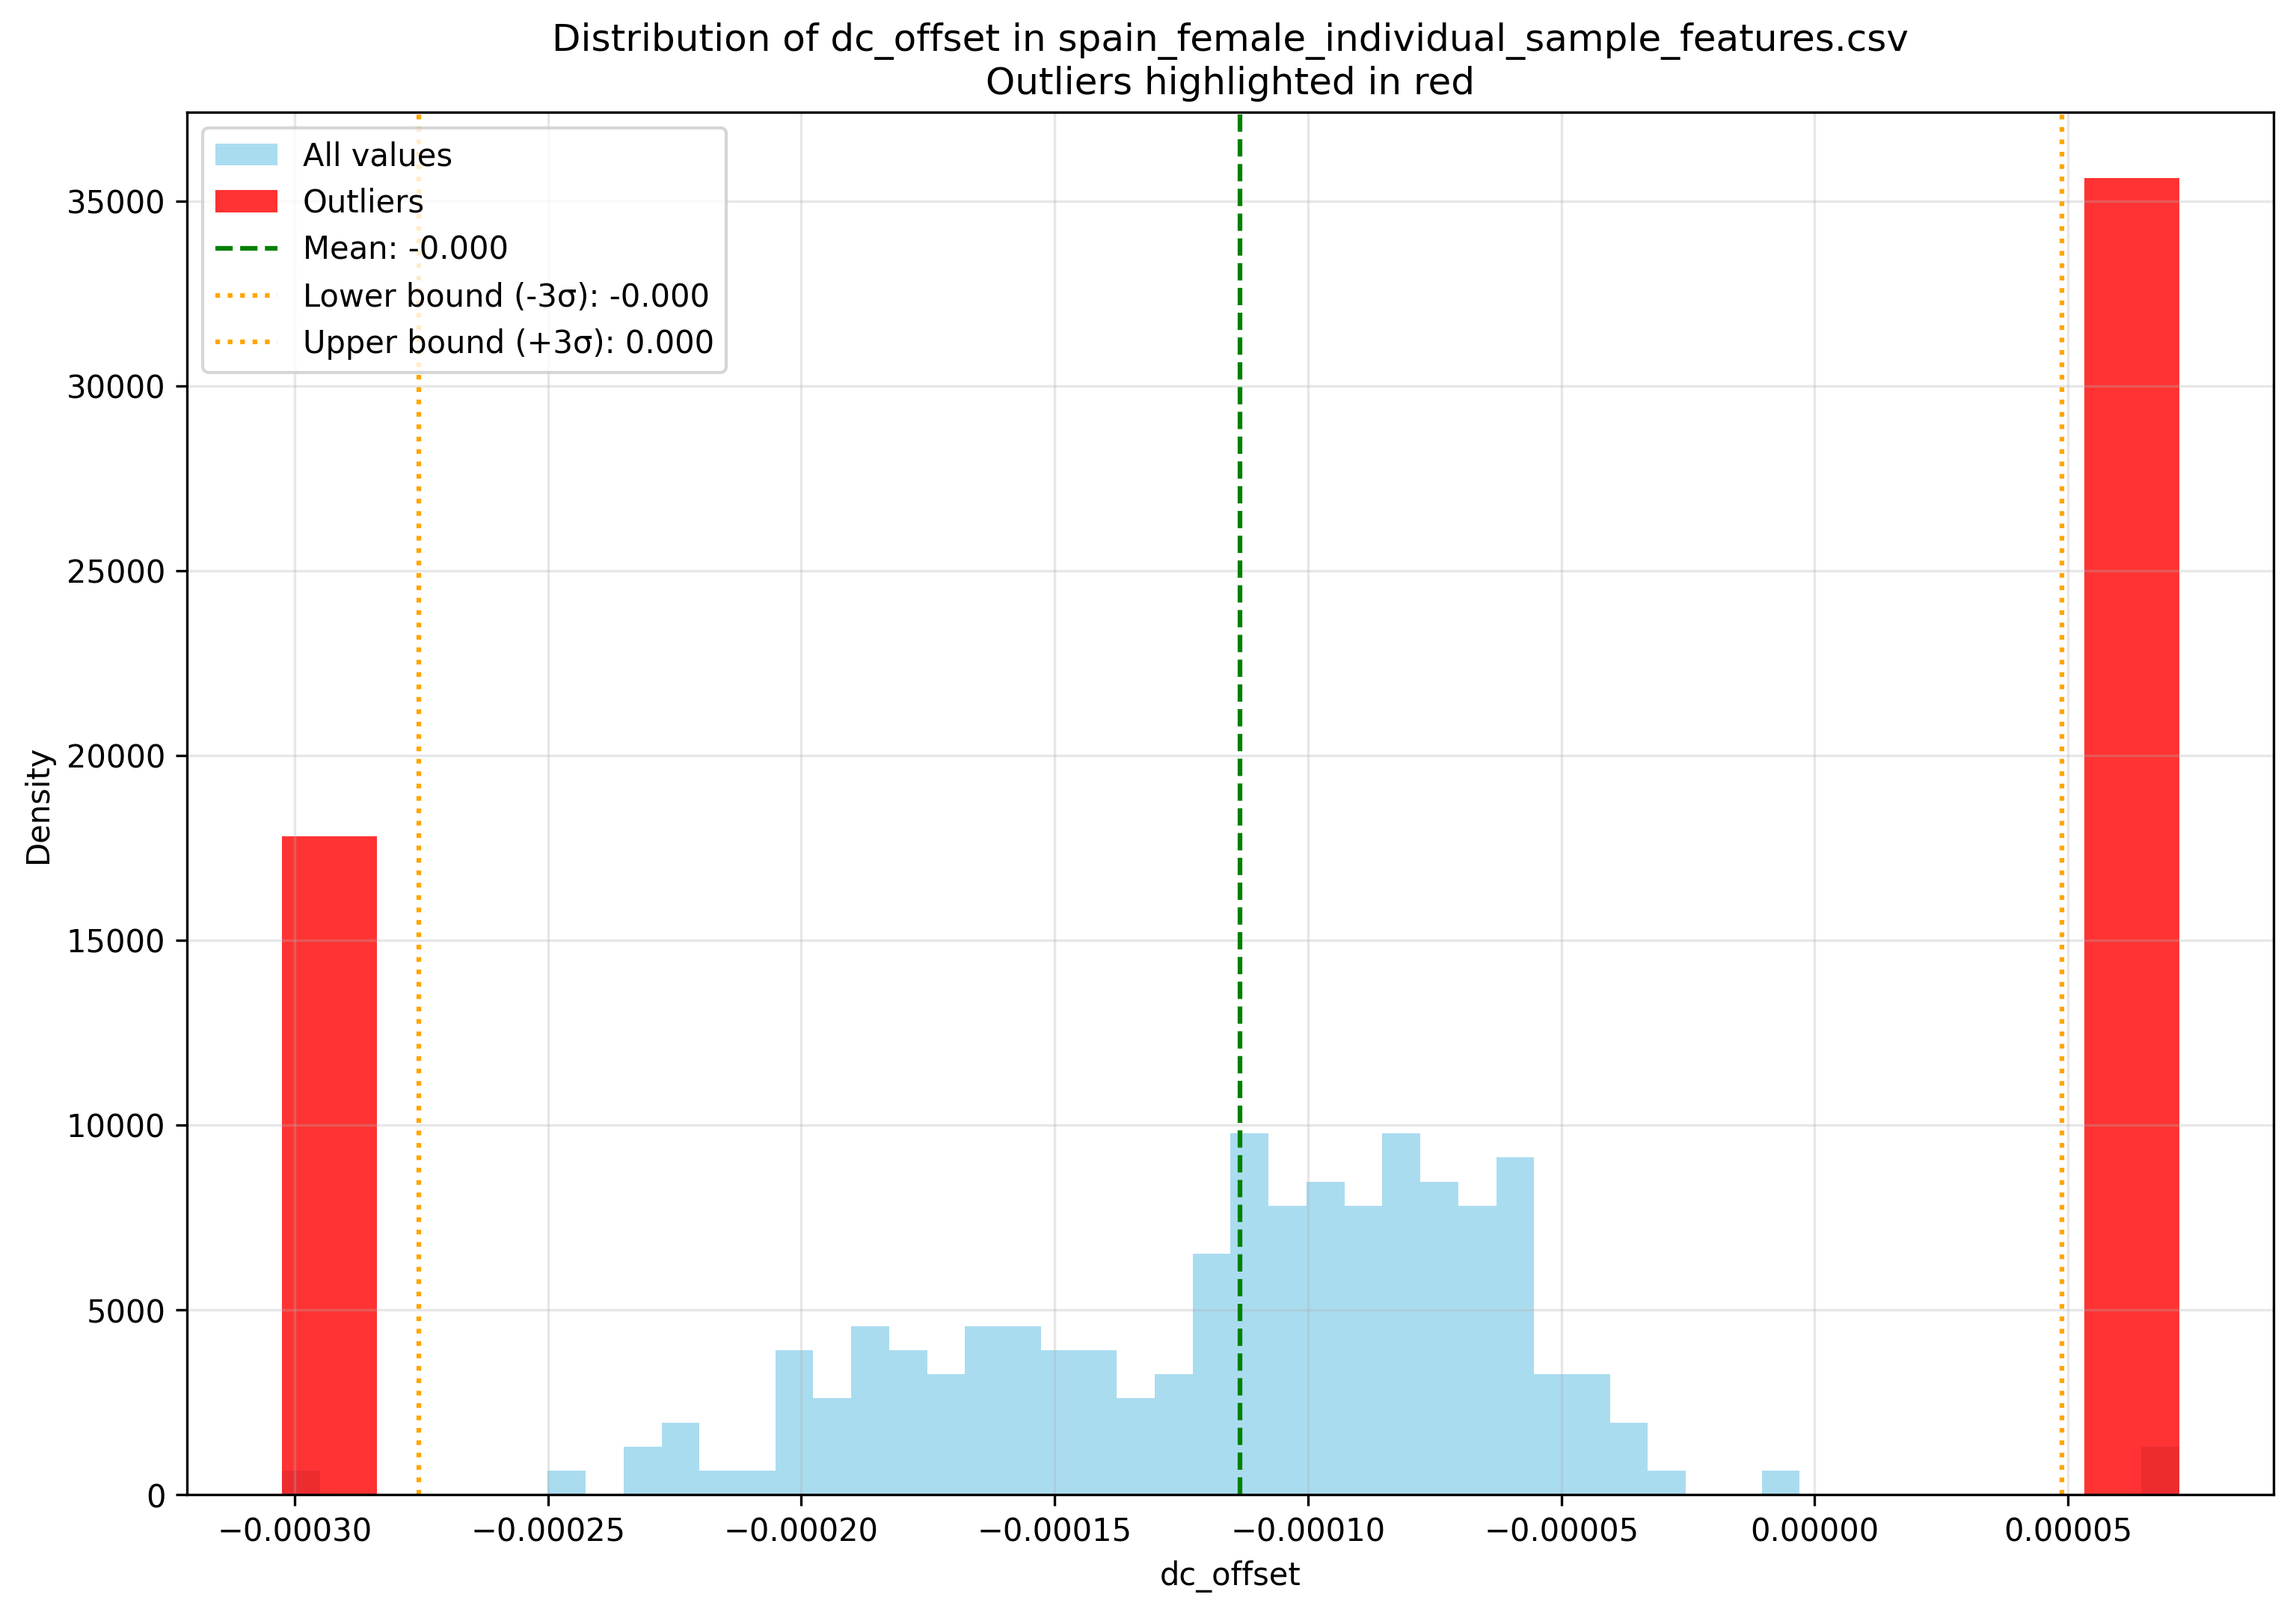 Distribution of dc_offset in spain_female_individual_sample_features.csv
Outliers highlighted in red
All values
Outliers
Mean: -0.000
Lower bound (-3σ): -0.000
Upper bound (+3σ): 0.000
35000
30000
25000
20000
15000
10000
5000
0
Density
−0.00030
−0.00025
−0.00020
−0.00015
−0.00010
−0.00005
0.00000
0.00005
dc_offset